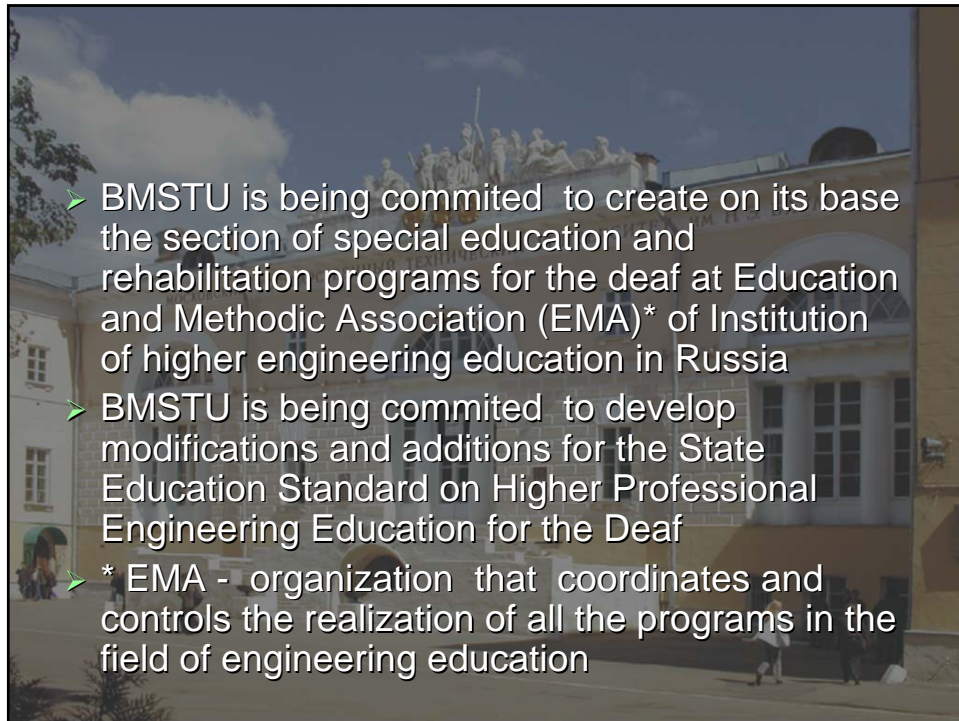 BMSTU is being commited to create on its base
the section of special education and
rehabilitation programs for the deaf at Education
and Methodic Association (EMA)* of Institution
of higher engineering education in Russia
BMSTU is being commited to develop
modifications and additions for the State
Education Standard on Higher Professional
Engineering Education for the Deaf
* EMA - organization that coordinates and
controls the realization of all the programs in the
field of engineering education